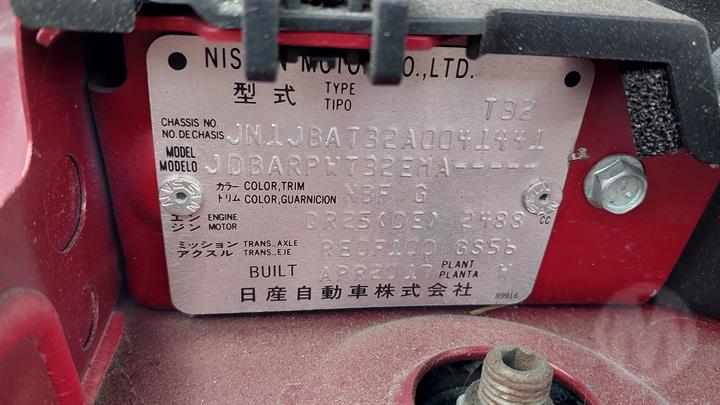 NISSAN MOTOR CO.,LTD.
型式 TYPE TIPO T32
CHASSIS NO. NO.DE CHASIS JN1JBAT32A0041441
MODEL MODELO JDBARPWT32EMA-----
カラー トリム COLOR,TRIM COLOR,GUARNICION NBF G
エンジン ENGINE MOTOR QR25(DE) 2488 CC
ミッション アクスル TRANS.,AXLE TRANS.,EJE RE0F10D GS56
BUILT APR2017 PLANT PLANTA
日産自動車株式会社 89916